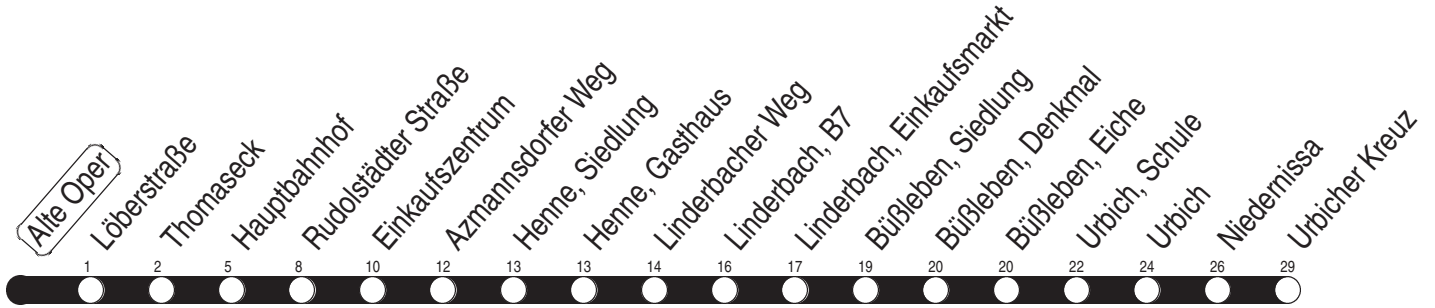 Alte Oper
Löberstraße
Thomaseck
Hauptbahnhof
Rudolstädter Straße
Einkaufszentrum
Azmannsdorfer Weg
Henne, Siedlung
Henne, Gasthaus
Linderbacher Weg
Linderbach, B7
Linderbach, Einkaufsmarkt
Büßleben, Siedlung
Büßleben, Denkmal
Büßleben, Eiche
Urbich, Schule
Urbich
Niedernissa
Urbicher Kreuz
1 2 5 8 10 12 13 13 14 16 17 19 20 20 22 24 26 29